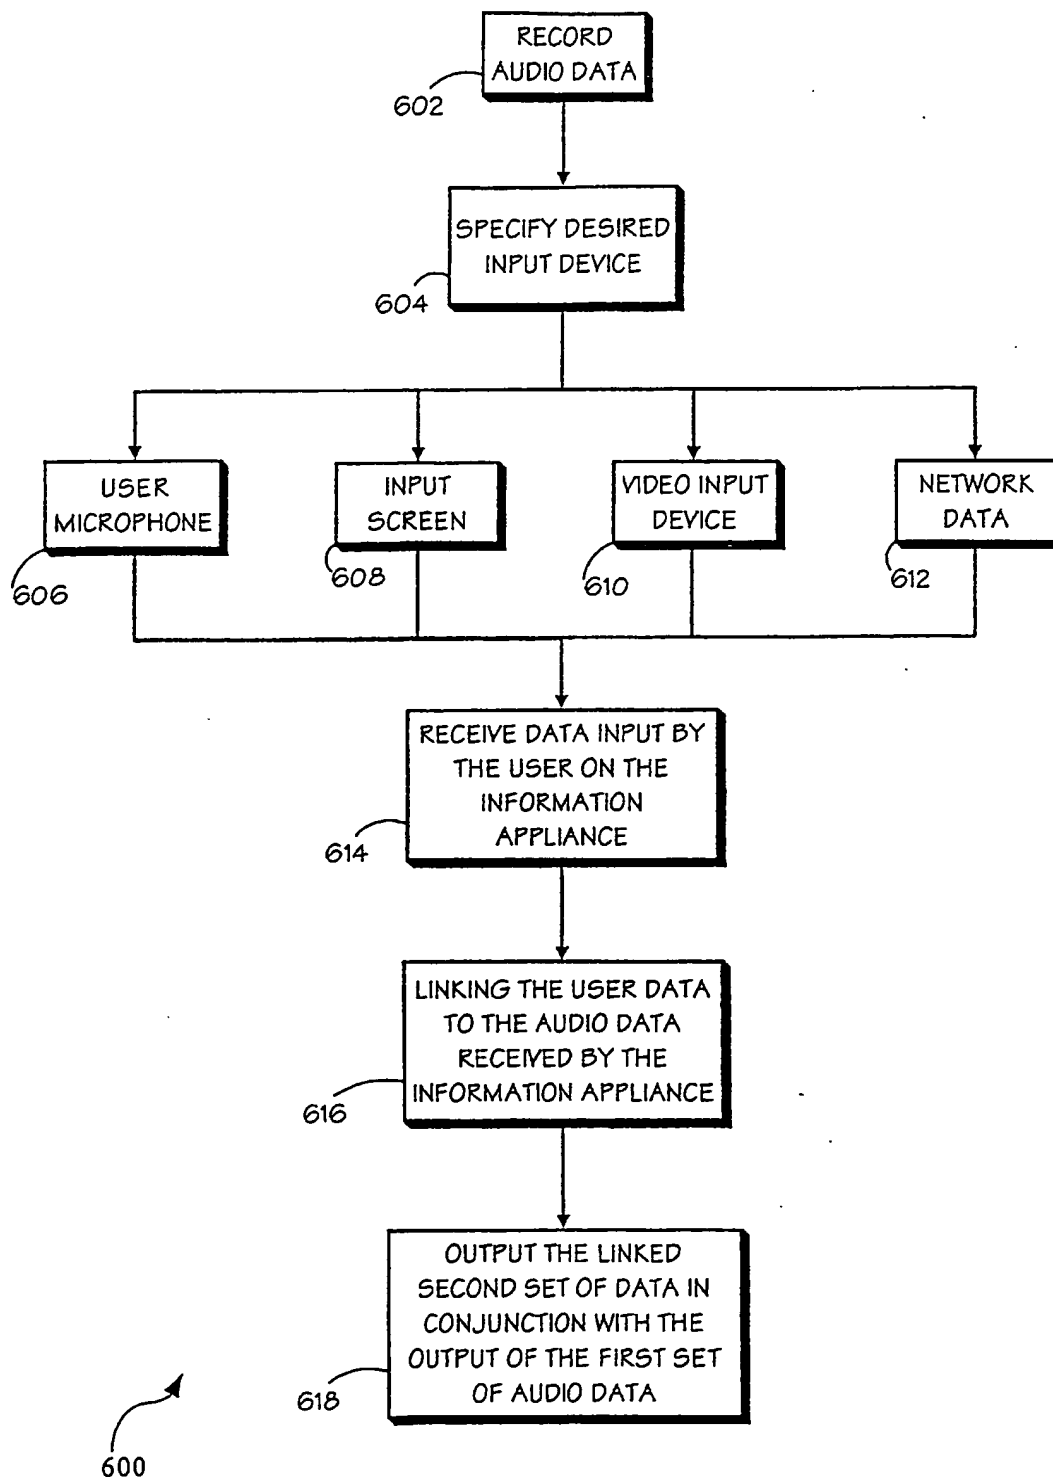 RECORD
AUDIO DATA
602
SPECIFY DESIRED
INPUT DEVICE
604
USER
MICROPHONE
606
INPUT
SCREEN
608
VIDEO INPUT
DEVICE
610
NETWORK
DATA
612
RECEIVE DATA INPUT BY
THE USER ON THE
INFORMATION
APPLIANCE
614
LINKING THE USER DATA
TO THE AUDIO DATA
RECEIVED BY THE
INFORMATION APPLIANCE
616
OUTPUT THE LINKED
SECOND SET OF DATA IN
CONJUNCTION WITH THE
OUTPUT OF THE FIRST SET
OF AUDIO DATA
618
600